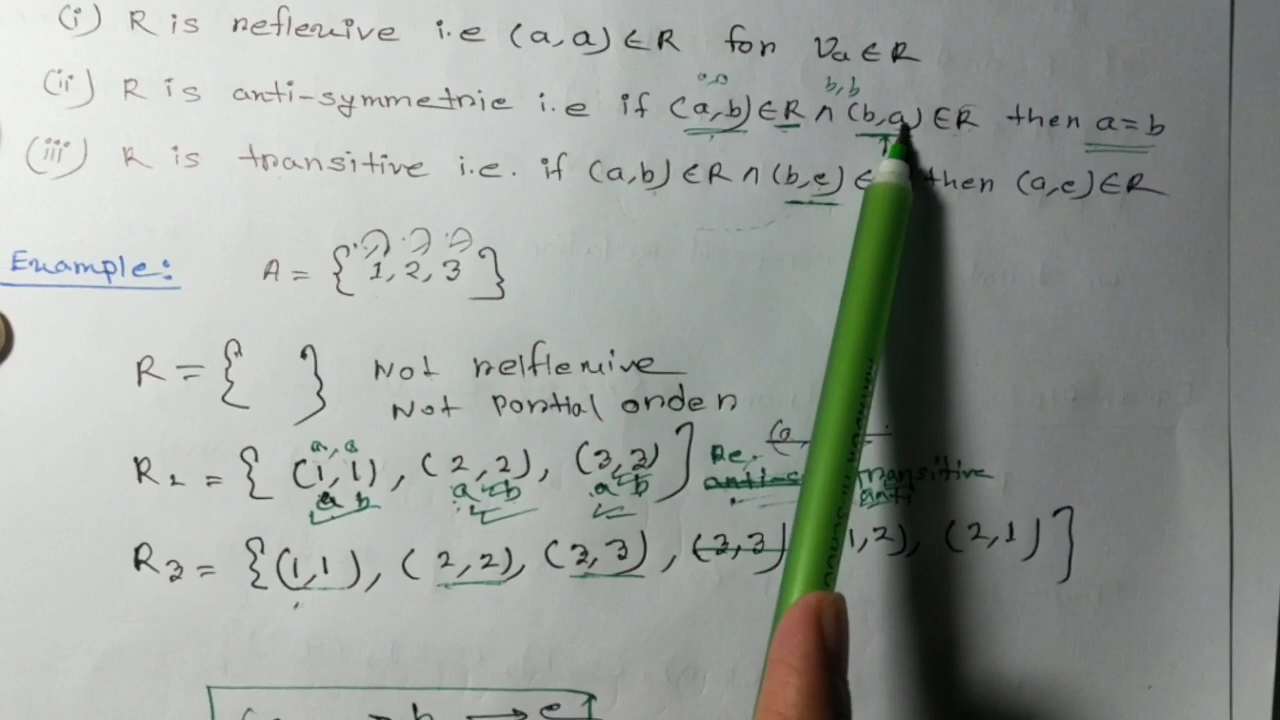 (i) R is reflexive i.e (a,a) ∈ R for ∀a ∈ R
a,a b,b
(ii) R is anti-symmetric i.e if (a,b) ∈ R ∧ (b,a) ∈ R then a = b
(iii) R is transitive i.e. if (a,b) ∈ R ∧ (b,c) ∈ then (a,c) ∈ R
Example: A = { 1, 2, 3 }
R = { } Not relflexive
Not partial order
a, a
R₁ = { (1,1), (2,2), (3,3) } Re. transitive
a b a b a b anti
R₂ = { (1,1), (2,2), (3,3), (3,3) 1,2), (2,1) }
b → c